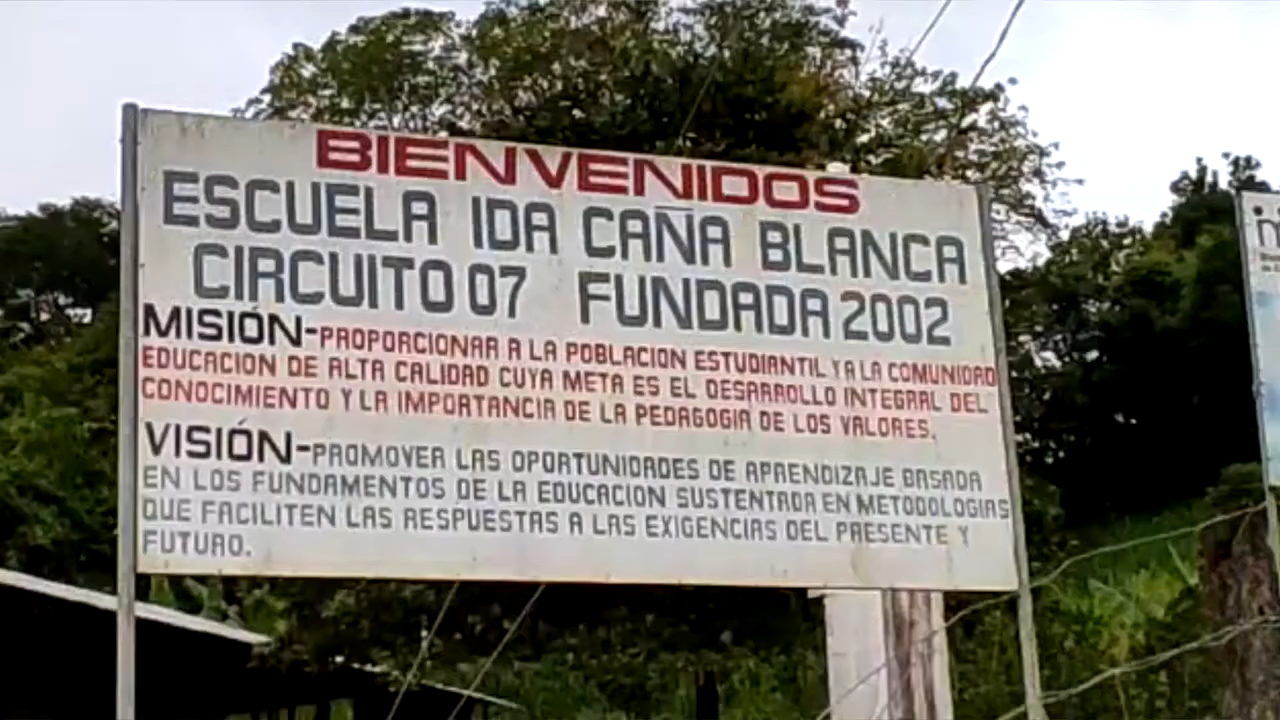 BIENVENIDOS
ESCUELA IDA CAÑA BLANCA
CIRCUITO 07 FUNDADA 2002
MISIÓN-PROPORCIONAR A LA POBLACION ESTUDIANTIL Y A LA COMUNIDAD
EDUCACION DE ALTA CALIDAD CUYA META ES EL DESARROLLO INTEGRAL DEL
CONOCIMIENTO Y LA IMPORTANCIA DE LA PEDAGOGIA DE LOS VALORES.
VISIÓN-PROMOVER LAS OPORTUNIDADES DE APRENDIZAJE BASADA
EN LOS FUNDAMENTOS DE LA EDUCACION SUSTENTADA EN METODOLOGIAS
QUE FACILITEN LAS RESPUESTAS A LAS EXIGENCIAS DEL PRESENTE Y
FUTURO.